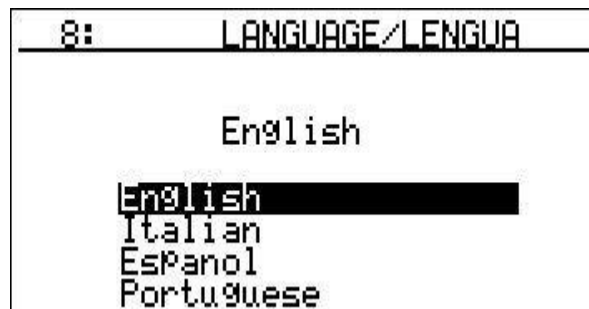 8: LANGUAGE/LENGUA
English
English
Italian
Espanol
Portuguese